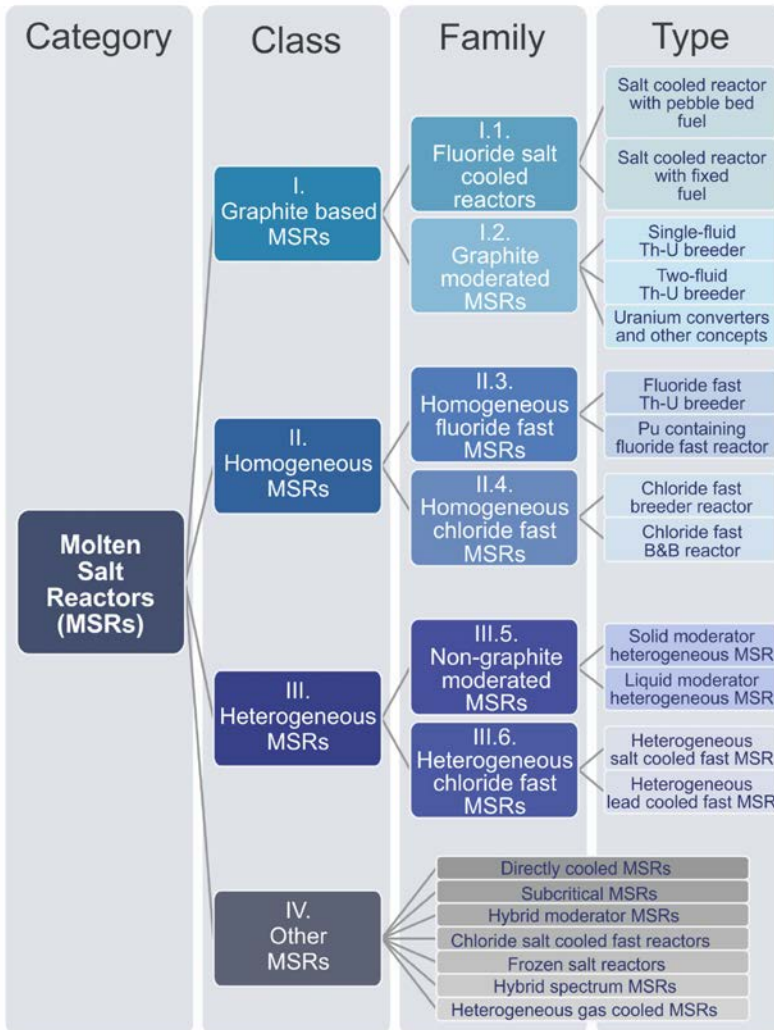 Category
Class
Family
Type
Molten
Salt
Reactors
(MSRs)
I.
Graphite based
MSRs
I.1.
Fluoride salt
cooled
reactors
Salt cooled reactor
with pebble bed
fuel
Salt cooled reactor
with fixed
fuel
I.2.
Graphite
moderated
MSRs
Single-fluid
Th-U breeder
Two-fluid
Th-U breeder
Uranium converters
and other concepts
II.
Homogeneous
MSRs
II.3.
Homogeneous
fluoride fast
MSRs
Fluoride fast
Th-U breeder
Pu containing
fluoride fast reactor
II.4.
Homogeneous
chloride fast
MSRs
Chloride fast
breeder reactor
Chloride fast
B&B reactor
III.
Heterogeneous
MSRs
III.5.
Non-graphite
moderated
MSRs
Solid moderator
heterogeneous MSR
Liquid moderator
heterogeneous MSR
III.6.
Heterogeneous
chloride fast
MSRs
Heterogeneous
salt cooled fast MSR
Heterogeneous
lead cooled fast MSR
IV.
Other
MSRs
Directly cooled MSRs
Subcritical MSRs
Hybrid moderator MSRs
Chloride salt cooled fast reactors
Frozen salt reactors
Hybrid spectrum MSRs
Heterogeneous gas cooled MSRs